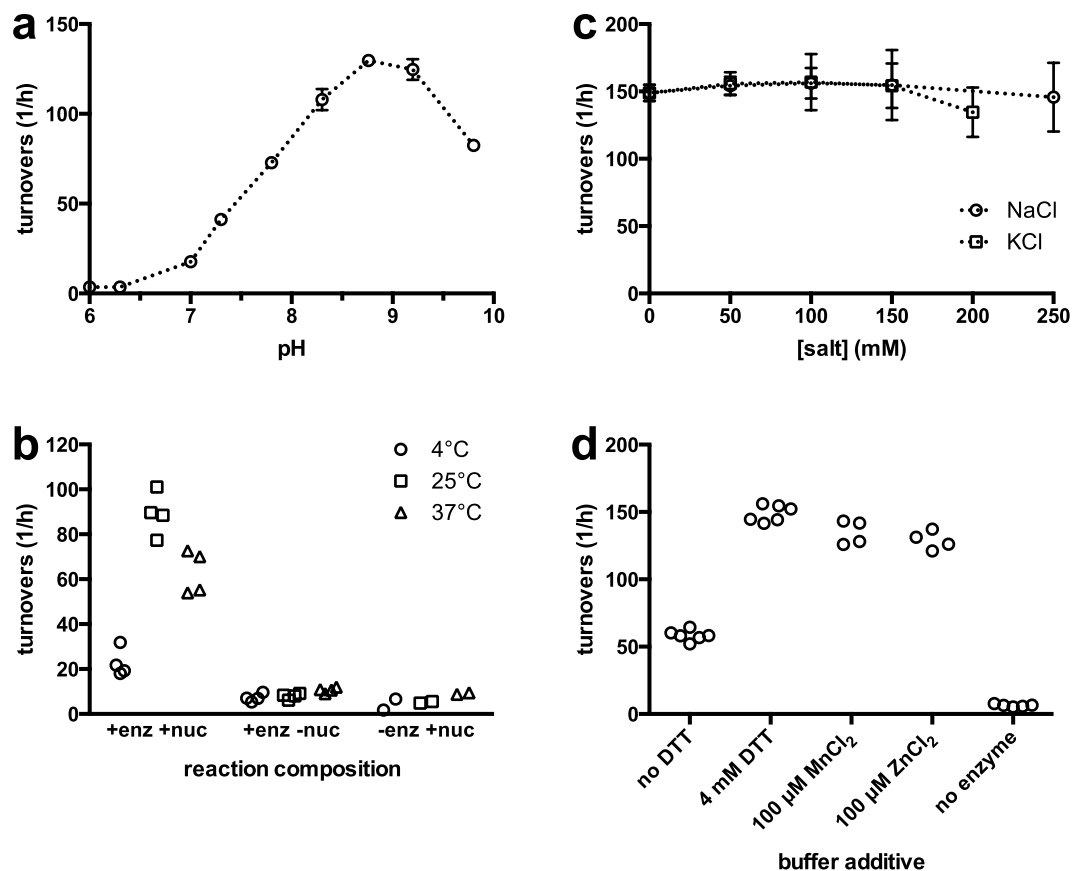 a
150
100
50
0
turnovers (1/h)
6 7 8 9 10
pH
c
200
150
100
50
0
turnovers (1/h)
NaCl
KCl
0 50 100 150 200 250
[salt] (mM)
b
120
100
80
60
40
20
0
turnovers (1/h)
4°C
25°C
37°C
+enz +nuc +enz -nuc -enz +nuc
reaction composition
d
200
150
100
50
0
turnovers (1/h)
no DTT
4 mM DTT
100 µM MnCl₂
100 µM ZnCl₂
no enzyme
buffer additive